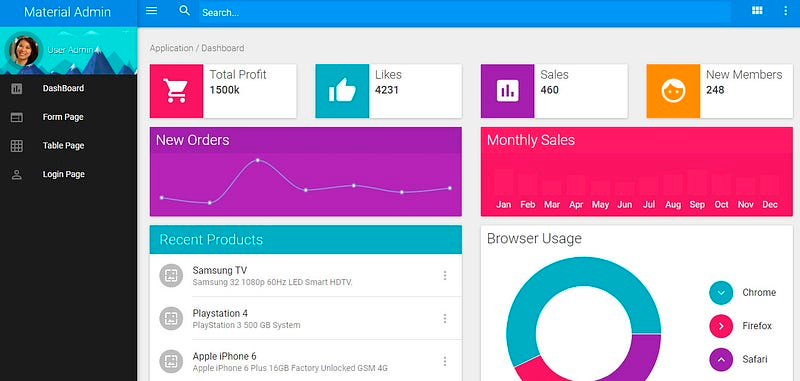 Material Admin
Search...
User Admin
DashBoard
Form Page
Table Page
Login Page
Application / Dashboard
Total Profit
1500k
Likes
4231
Sales
460
New Members
248
New Orders
Monthly Sales
Jan Feb Mar Apr May Jun Jul Aug Sep Oct Nov Dec
Recent Products
Samsung TV
Samsung 32 1080p 60Hz LED Smart HDTV.
Playstation 4
PlayStation 3 500 GB System
Apple iPhone 6
Apple iPhone 6 Plus 16GB Factory Unlocked GSM 4G
Browser Usage
Chrome
Firefox
Safari